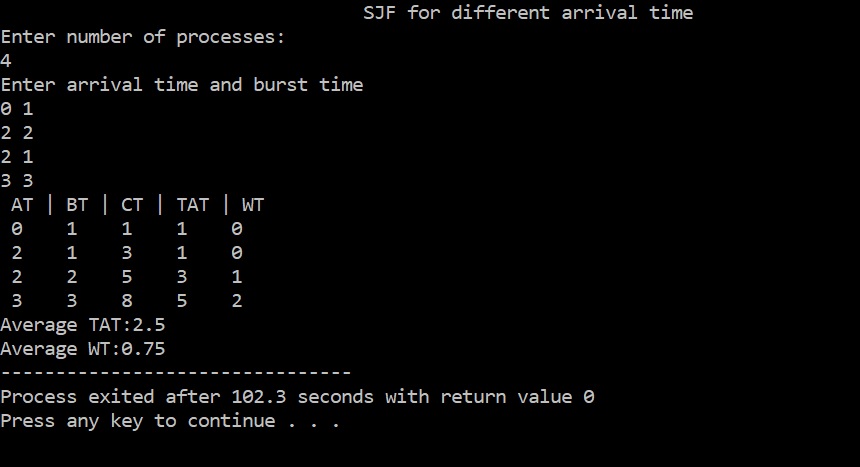 SJF for different arrival time
Enter number of processes:
4
Enter arrival time and burst time
0 1
2 2
2 1
3 3
AT | BT | CT | TAT | WT
0 1 1 1 0
2 1 3 1 0
2 2 5 3 1
3 3 8 5 2
Average TAT:2.5
Average WT:0.75
--------------------------------
Process exited after 102.3 seconds with return value 0
Press any key to continue . . .